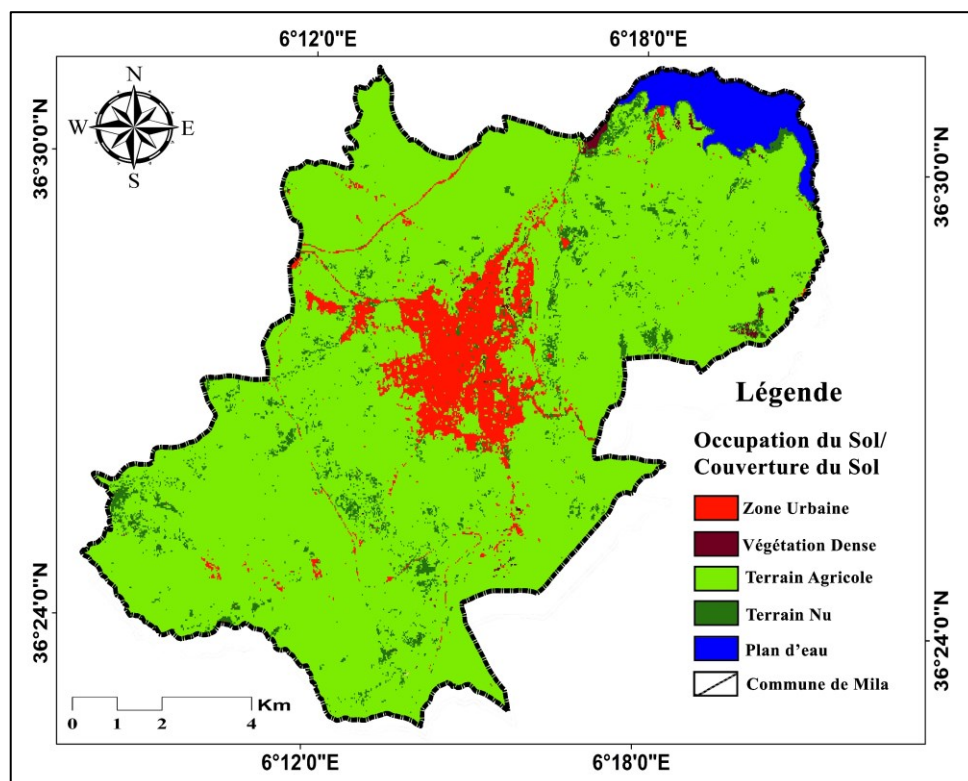 6°12'0"E
6°18'0"E
N
W
E
S
36°30'0"N
36°30'0"N
Légende
Occupation du Sol/
Couverture du Sol
Zone Urbaine
Végétation Dense
Terrain Agricole
Terrain Nu
Plan d'eau
Commune de Mila
36°24'0"N
36°24'0"N
Km
0 1 2 4
6°12'0"E
6°18'0"E